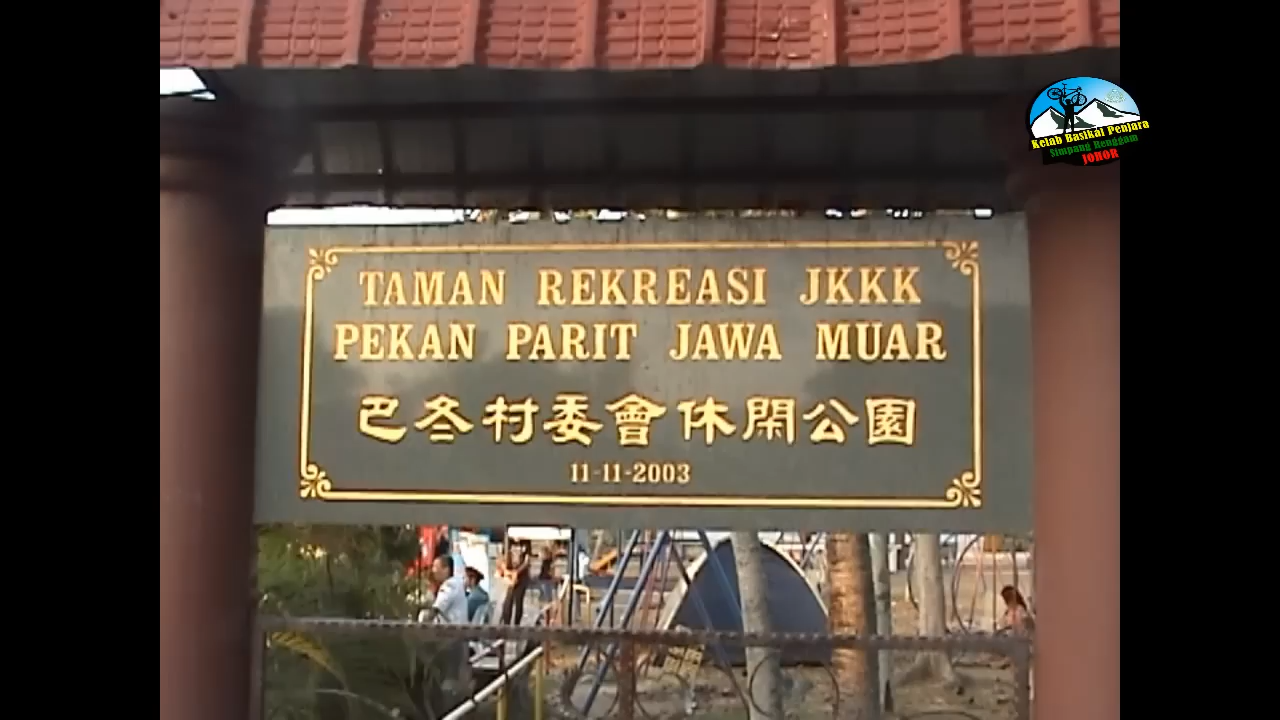 TAMAN REKREASI JKKK
PEKAN PARIT JAWA MUAR
巴冬村委會休閑公園
11-11-2003
Kelab Basikal Penjara
Simpang Renggam
JOHOR